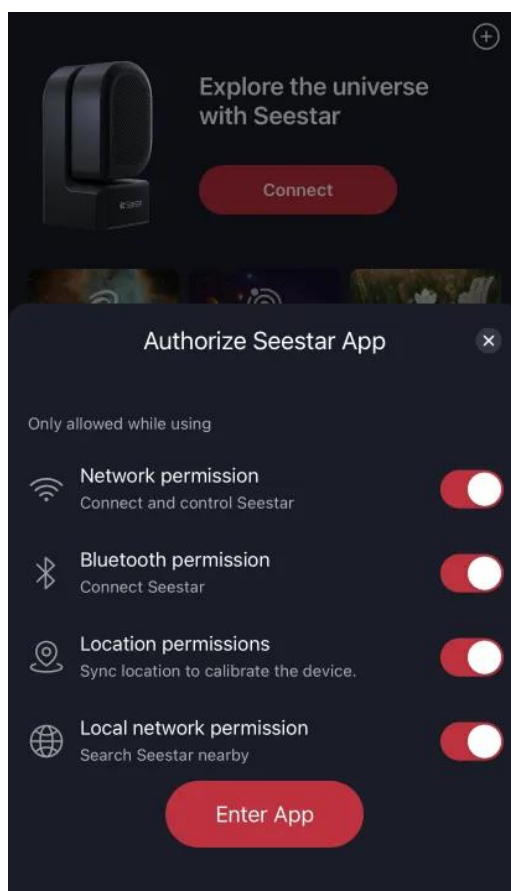 Explore the universe
with Seestar
Connect
Seestar
Authorize Seestar App
Only allowed while using
Network permission
Connect and control Seestar
Bluetooth permission
Connect Seestar
Location permissions
Sync location to calibrate the device.
Local network permission
Search Seestar nearby
Enter App